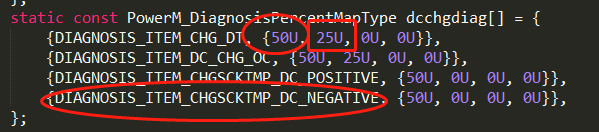 static const PowerM_DiagnosisPercentMapType dcchgdiag[] = {
{DIAGNOSIS_ITEM_CHG_DT, {50U, 25U, 0U, 0U}},
{DIAGNOSIS_ITEM_DC_CHG_OC, {50U, 25U, 0U, 0U}},
{DIAGNOSIS_ITEM_CHGSCKTMP_DC_POSITIVE, {50U, 0U, 0U, 0U}},
{DIAGNOSIS_ITEM_CHGSCKTMP_DC_NEGATIVE, {50U, 0U, 0U, 0U}},
};